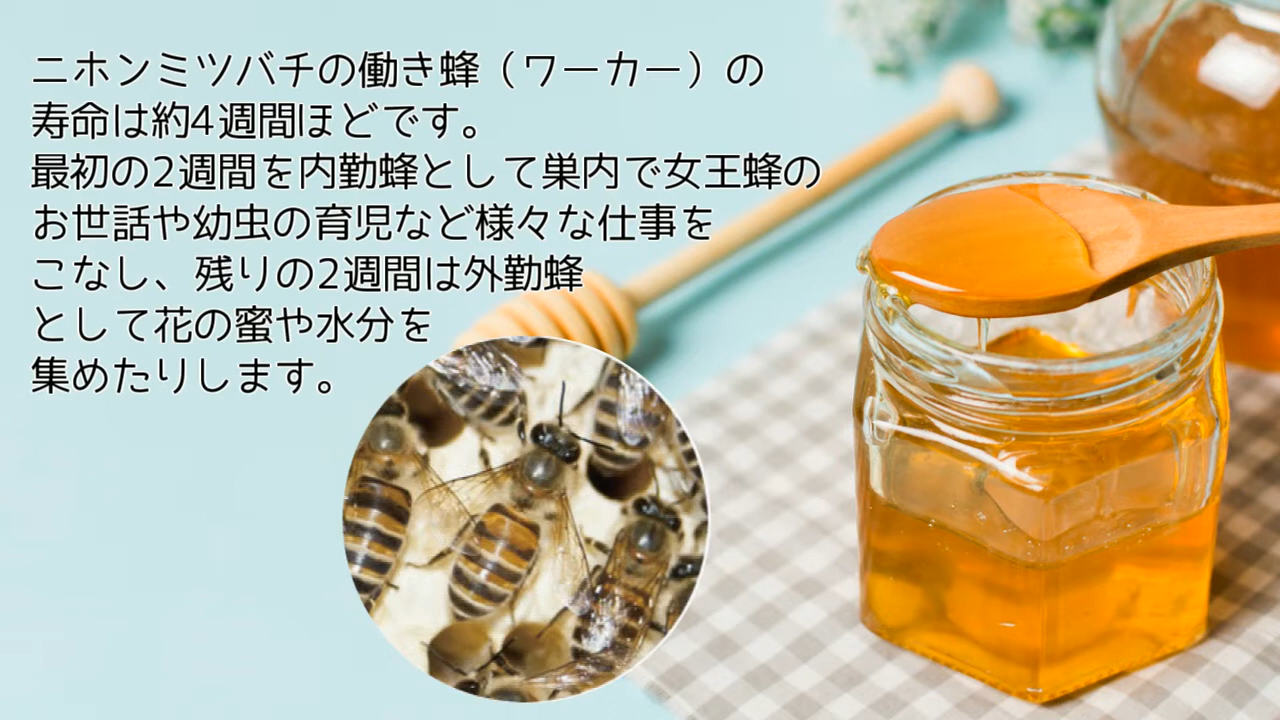 ニホンミツバチの働き蜂（ワーカー）の
寿命は約4週間ほどです。
最初の2週間を内勤蜂として巣内で女王蜂の
お世話や幼虫の育児など様々な仕事を
こなし、残りの2週間は外勤蜂
として花の蜜や水分を
集めたりします。